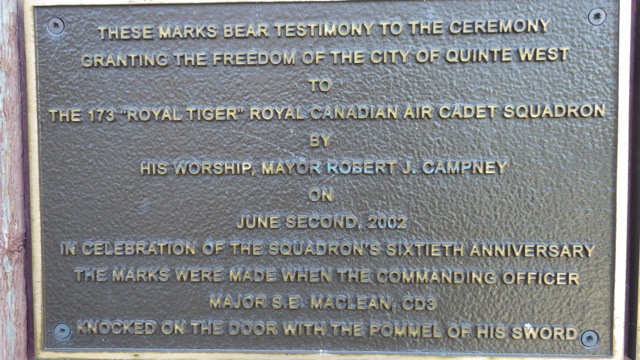 THESE MARKS BEAR TESTIMONY TO THE CEREMONY
GRANTING THE FREEDOM OF THE CITY OF QUINTE WEST
TO
THE 173 "ROYAL TIGER" ROYAL CANADIAN AIR CADET SQUADRON
BY
HIS WORSHIP, MAYOR ROBERT J. CAMPNEY
ON
JUNE SECOND, 2002
IN CELEBRATION OF THE SQUADRON'S SIXTIETH ANNIVERSARY
THE MARKS WERE MADE WHEN THE COMMANDING OFFICER
MAJOR S.E. MACLEAN, CD3
KNOCKED ON THE DOOR WITH THE POMMEL OF HIS SWORD